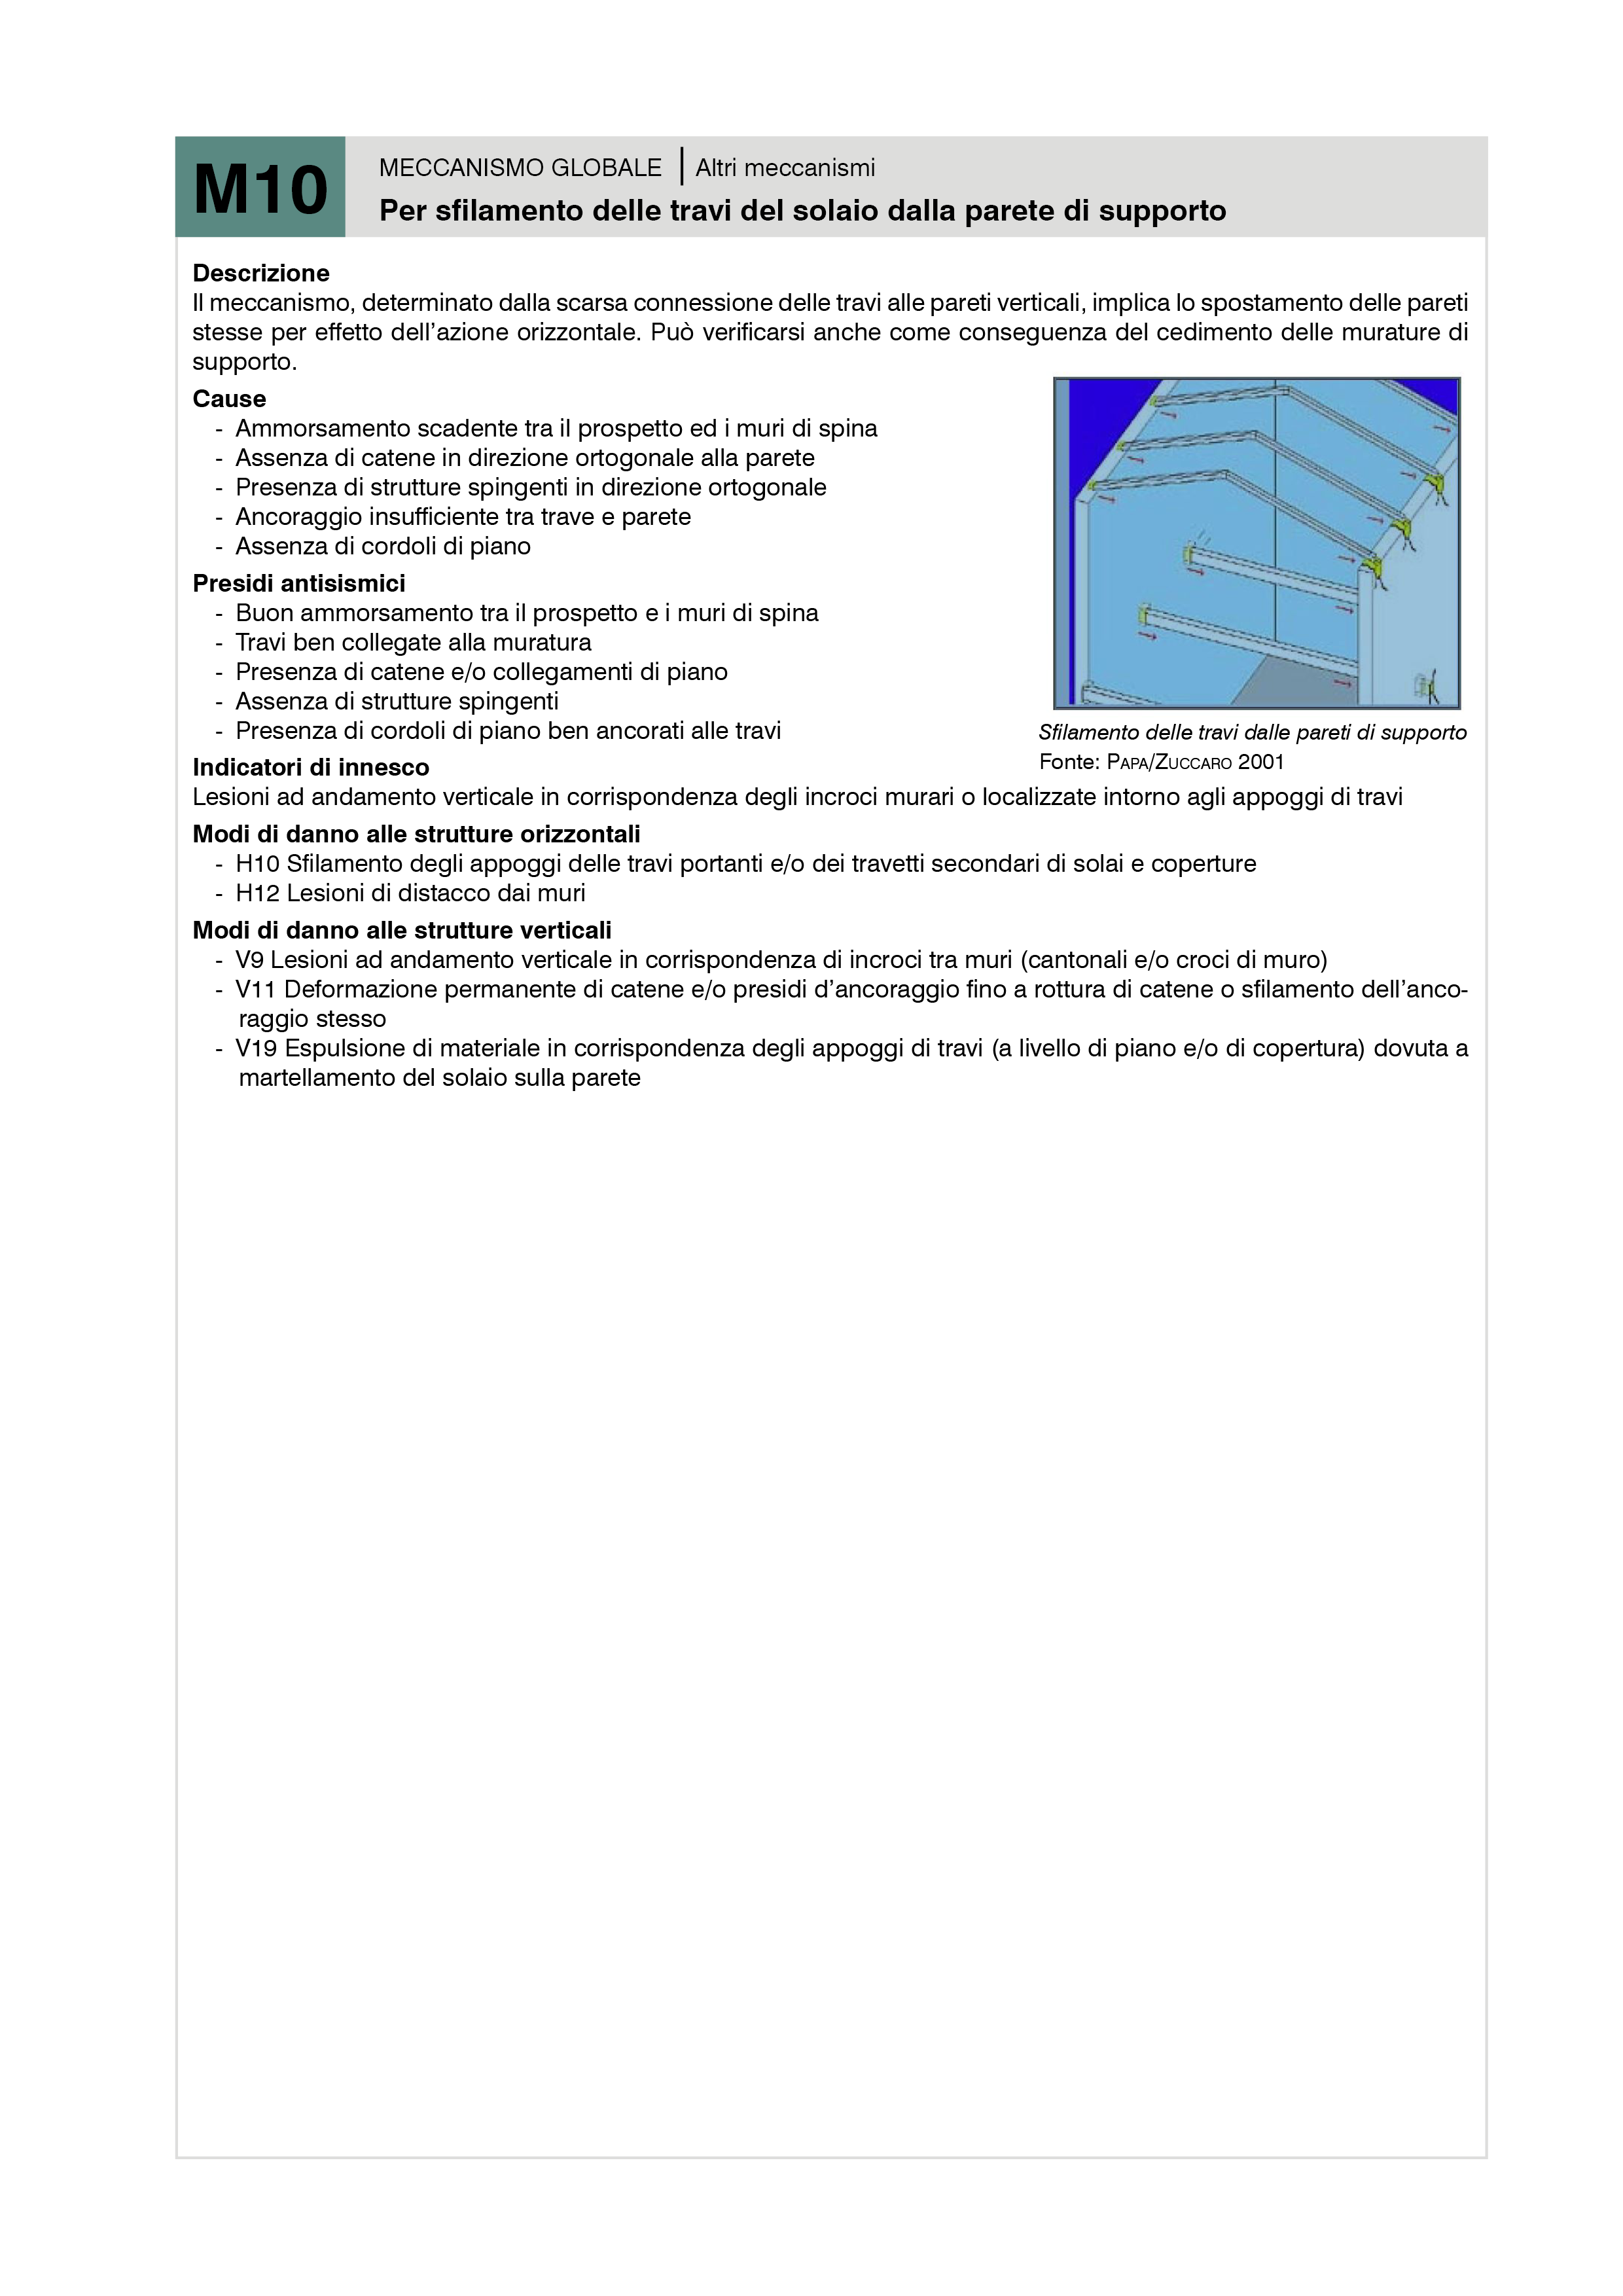 M10
MECCANISMO GLOBALE | Altri meccanismi
Per sfilamento delle travi del solaio dalla parete di supporto
Descrizione
Il meccanismo, determinato dalla scarsa connessione delle travi alle pareti verticali, implica lo spostamento delle pareti
stesse per effetto dell’azione orizzontale. Può verificarsi anche come conseguenza del cedimento delle murature di
supporto.
Cause
- Ammorsamento scadente tra il prospetto ed i muri di spina
- Assenza di catene in direzione ortogonale alla parete
- Presenza di strutture spingenti in direzione ortogonale
- Ancoraggio insufficiente tra trave e parete
- Assenza di cordoli di piano
Presidi antisismici
- Buon ammorsamento tra il prospetto e i muri di spina
- Travi ben collegate alla muratura
- Presenza di catene e/o collegamenti di piano
- Assenza di strutture spingenti
- Presenza di cordoli di piano ben ancorati alle travi
Sfilamento delle travi dalle pareti di supporto
Fonte: Papa/Zuccaro 2001
Indicatori di innesco
Lesioni ad andamento verticale in corrispondenza degli incroci murari o localizzate intorno agli appoggi di travi
Modi di danno alle strutture orizzontali
- H10 Sfilamento degli appoggi delle travi portanti e/o dei travetti secondari di solai e coperture
- H12 Lesioni di distacco dai muri
Modi di danno alle strutture verticali
- V9 Lesioni ad andamento verticale in corrispondenza di incroci tra muri (cantonali e/o croci di muro)
- V11 Deformazione permanente di catene e/o presidi d’ancoraggio fino a rottura di catene o sfilamento dell’anco-
raggio stesso
- V19 Espulsione di materiale in corrispondenza degli appoggi di travi (a livello di piano e/o di copertura) dovuta a
martellamento del solaio sulla parete